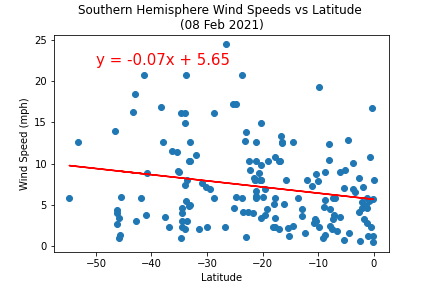 Southern Hemisphere Wind Speeds vs Latitude
(08 Feb 2021)
25
y = -0.07x + 5.65
20
15
Wind Speed (mph)
10
5
0
−50 −40 −30 −20 −10 0
Latitude